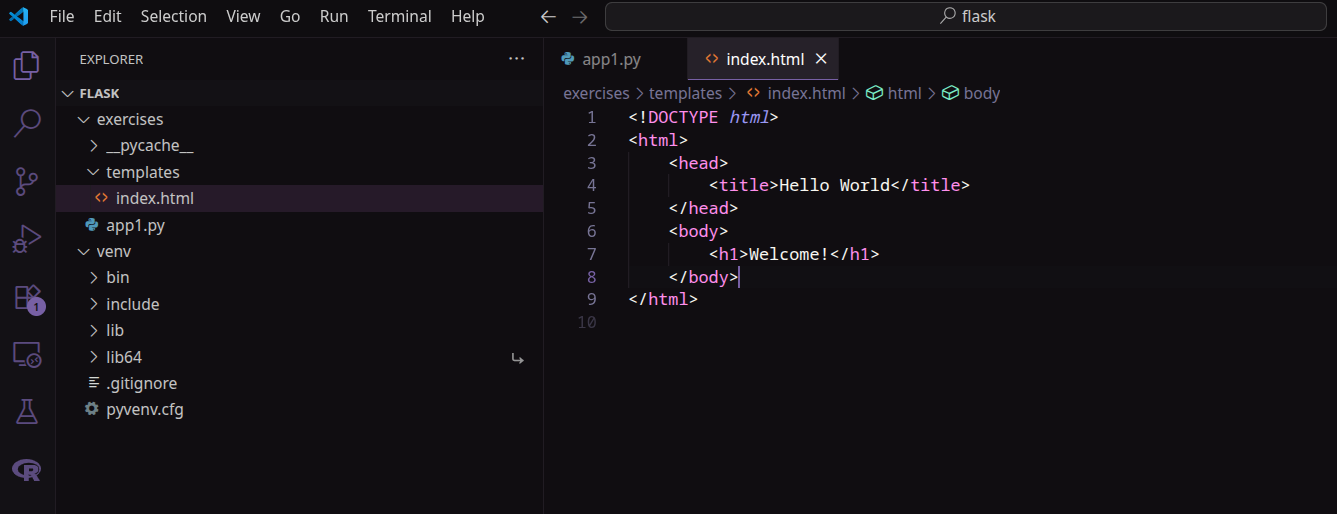 File Edit Selection View Go Run Terminal Help flask
EXPLORER
FLASK
exercises
__pycache__
templates
index.html
app1.py
venv
bin
include
lib
lib64
.gitignore
pyvenv.cfg
1
app1.py index.html
exercises > templates > index.html > html > body
1 <!DOCTYPE html>
2 <html>
3     <head>
4         <title>Hello World</title>
5     </head>
6     <body>
7         <h1>Welcome!</h1>
8     </body>
9 </html>
10
R